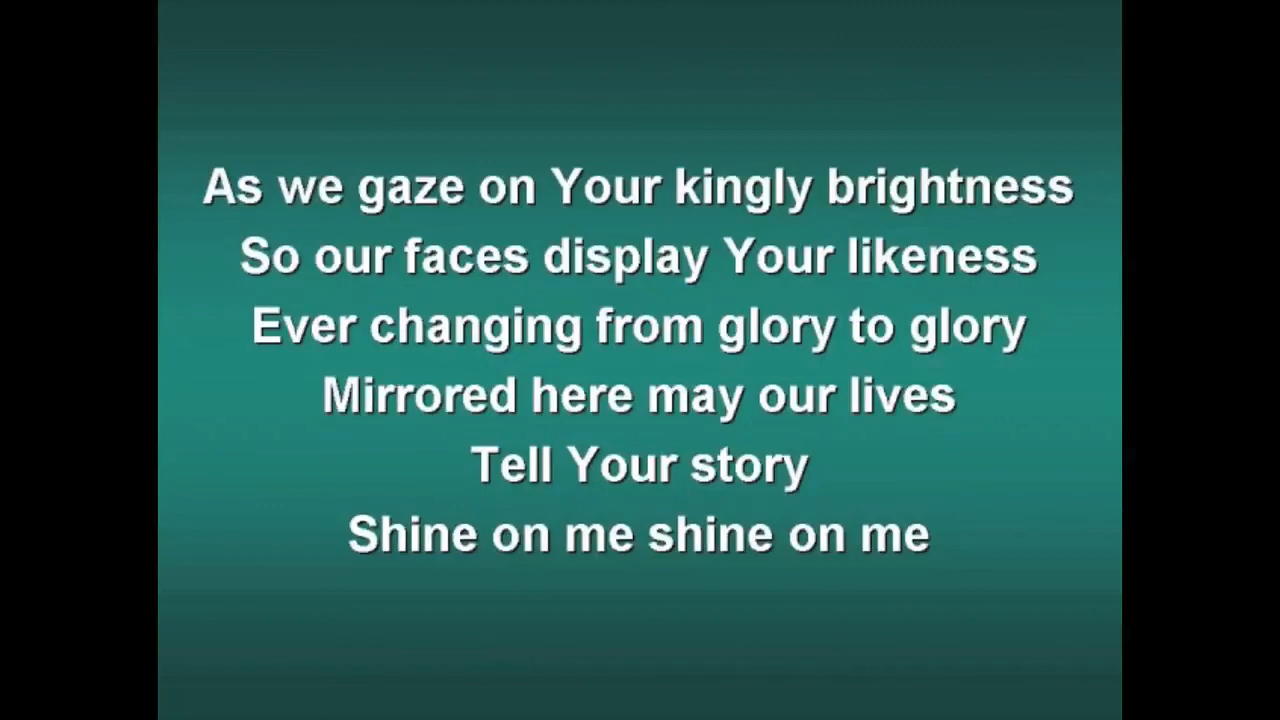 As we gaze on Your kingly brightness
So our faces display Your likeness
Ever changing from glory to glory
Mirrored here may our lives
Tell Your story
Shine on me shine on me